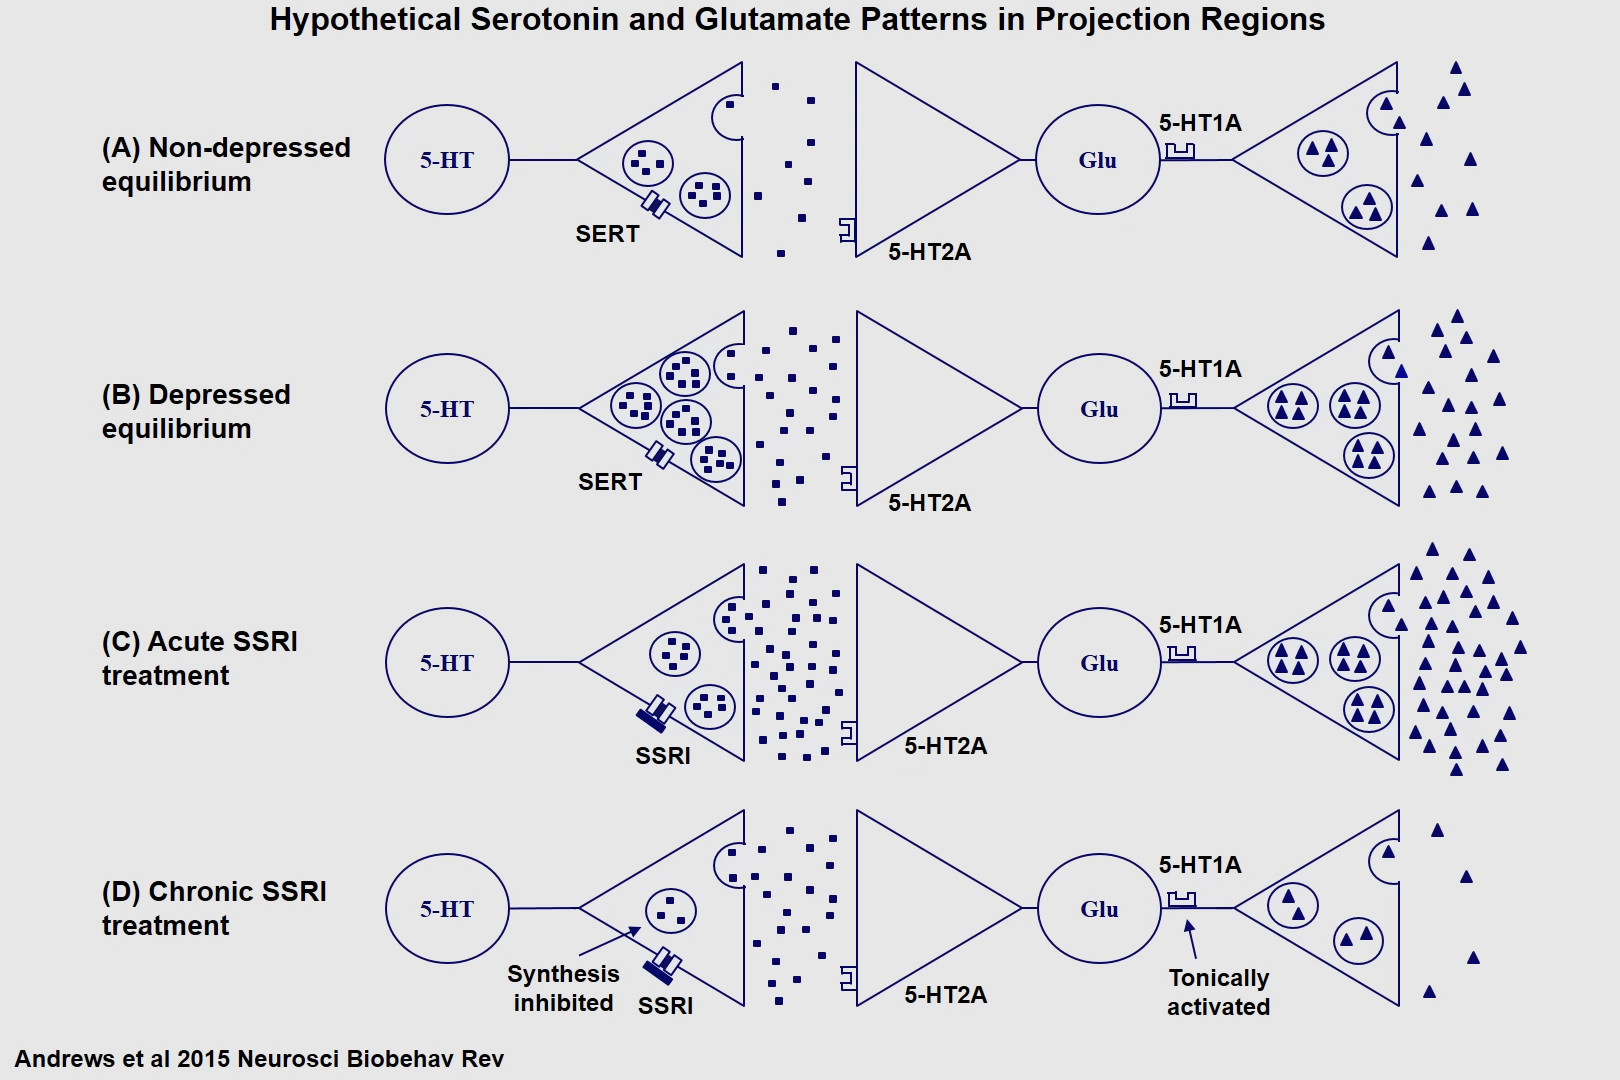 Hypothetical Serotonin and Glutamate Patterns in Projection Regions
(A) Non-depressed
equilibrium
5-HT
SERT
5-HT2A
Glu
5-HT1A
(B) Depressed
equilibrium
5-HT
SERT
5-HT2A
Glu
5-HT1A
(C) Acute SSRI
treatment
5-HT
SSRI
5-HT2A
Glu
5-HT1A
(D) Chronic SSRI
treatment
5-HT
Synthesis
inhibited
SSRI
5-HT2A
Glu
5-HT1A
Tonically
activated
Andrews et al 2015 Neurosci Biobehav Rev